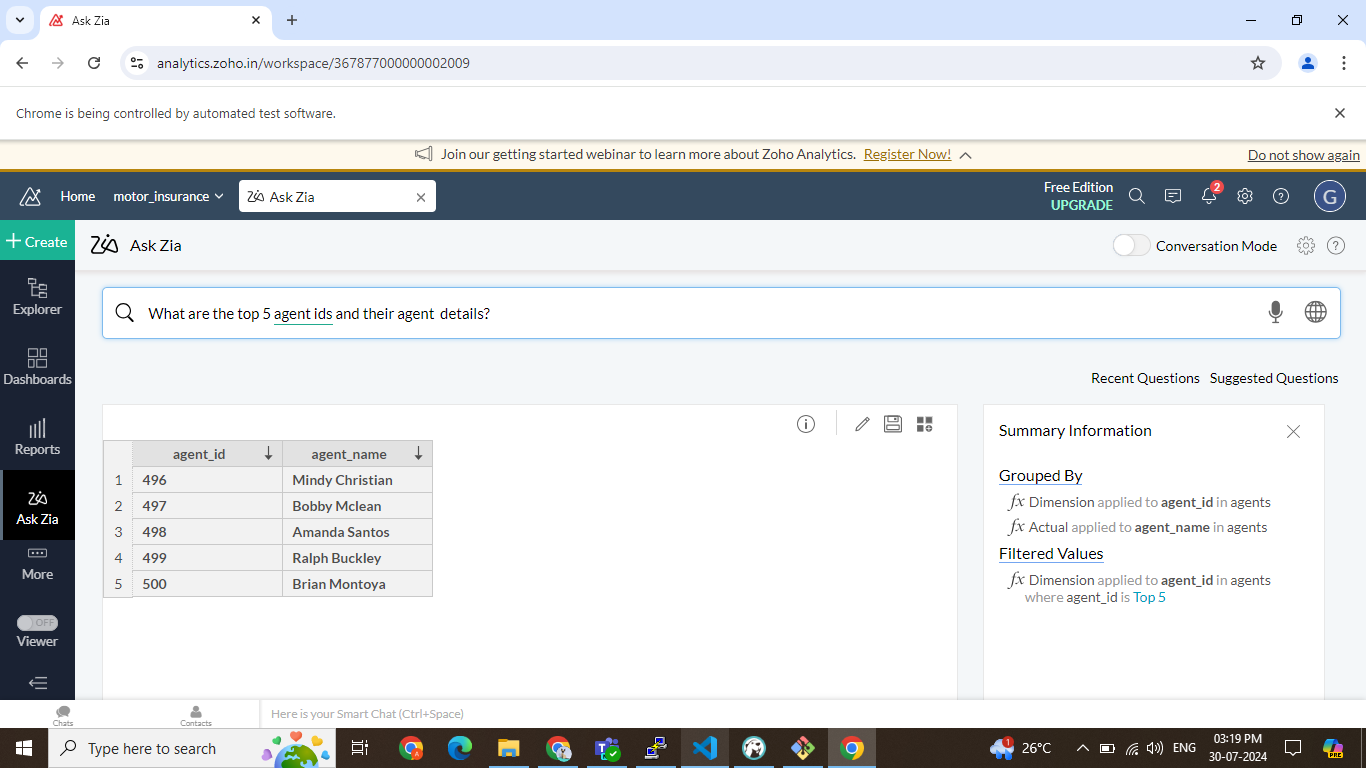 Ask Zia
analytics.zoho.in/workspace/367877000000002009
Chrome is being controlled by automated test software.
Join our getting started webinar to learn more about Zoho Analytics. Register Now!
Do not show again
Home
motor_insurance
Ask Zia
Free Edition
UPGRADE
2
G
Create
Ask Zia
Conversation Mode
Explorer
Dashboards
Reports
Ask Zia
More
OFF
Viewer
What are the top 5 agent ids and their agent details?
Recent Questions Suggested Questions
agent_id agent_name
1 496 Mindy Christian
2 497 Bobby Mclean
3 498 Amanda Santos
4 499 Ralph Buckley
5 500 Brian Montoya
Summary Information
Grouped By
fx Dimension applied to agent_id in agents
fx Actual applied to agent_name in agents
Filtered Values
fx Dimension applied to agent_id in agents
where agent_id is Top 5
Chats
Contacts
Here is your Smart Chat (Ctrl+Space)
Type here to search
1
26°C
ENG
03:19 PM
30-07-2024
PRE